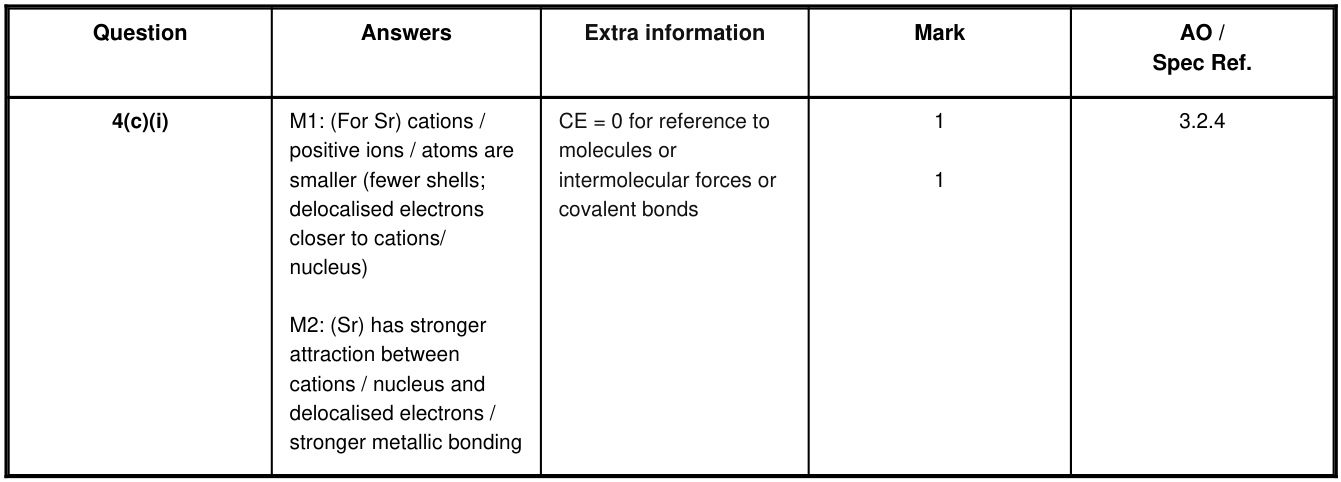 Question
Answers
Extra information
Mark
AO /
Spec Ref.
4(c)(i)
M1: (For Sr) cations /
positive ions / atoms are
smaller (fewer shells;
delocalised electrons
closer to cations/
nucleus)
M2: (Sr) has stronger
attraction between
cations / nucleus and
delocalised electrons /
stronger metallic bonding
CE = 0 for reference to
molecules or
intermolecular forces or
covalent bonds
1
1
3.2.4